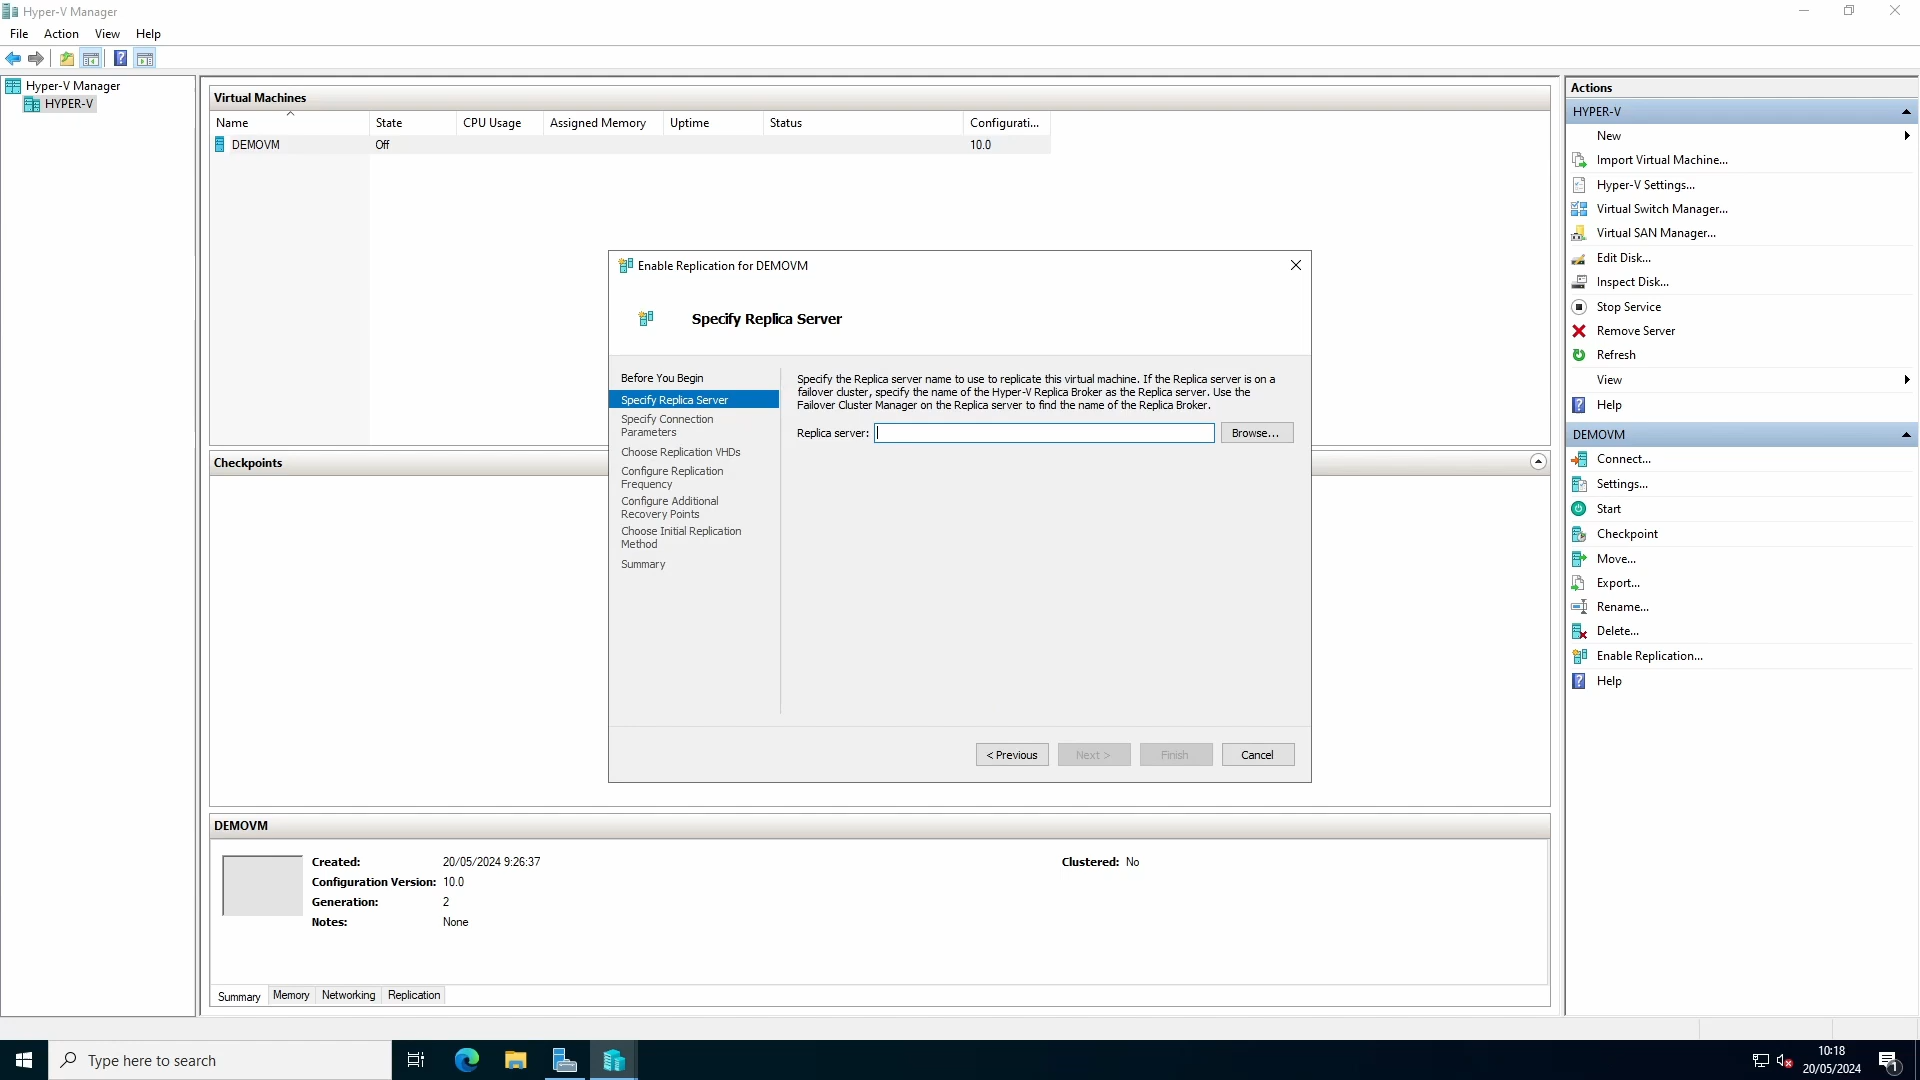 Hyper-V Manager
File Action View Help
Hyper-V Manager
HYPER-V
Virtual Machines
Name State CPU Usage Assigned Memory Uptime Status Configurati...
DEMOVM Off 10.0
Enable Replication for DEMOVM
Specify Replica Server
Before You Begin
Specify Replica Server
Specify Connection
Parameters
Choose Replication VHDs
Configure Replication
Frequency
Configure Additional
Recovery Points
Choose Initial Replication
Method
Summary
Specify the Replica server name to use to replicate this virtual machine. If the Replica server is on a
failover cluster, specify the name of the Hyper-V Replica Broker as the Replica server. Use the
Failover Cluster Manager on the Replica server to find the name of the Replica Broker.
Replica server: Browse...
< Previous Next > Finish Cancel
Checkpoints
DEMOVM
Created: 20/05/2024 9:26:37 Clustered: No
Configuration Version: 10.0
Generation: 2
Notes: None
Summary Memory Networking Replication
Actions
HYPER-V
New
Import Virtual Machine...
Hyper-V Settings...
Virtual Switch Manager...
Virtual SAN Manager...
Edit Disk...
Inspect Disk...
Stop Service
Remove Server
Refresh
View
Help
DEMOVM
Connect...
Settings...
Start
Checkpoint
Move...
Export...
Rename...
Delete...
Enable Replication...
Help
Type here to search
10:18
20/05/2024
1